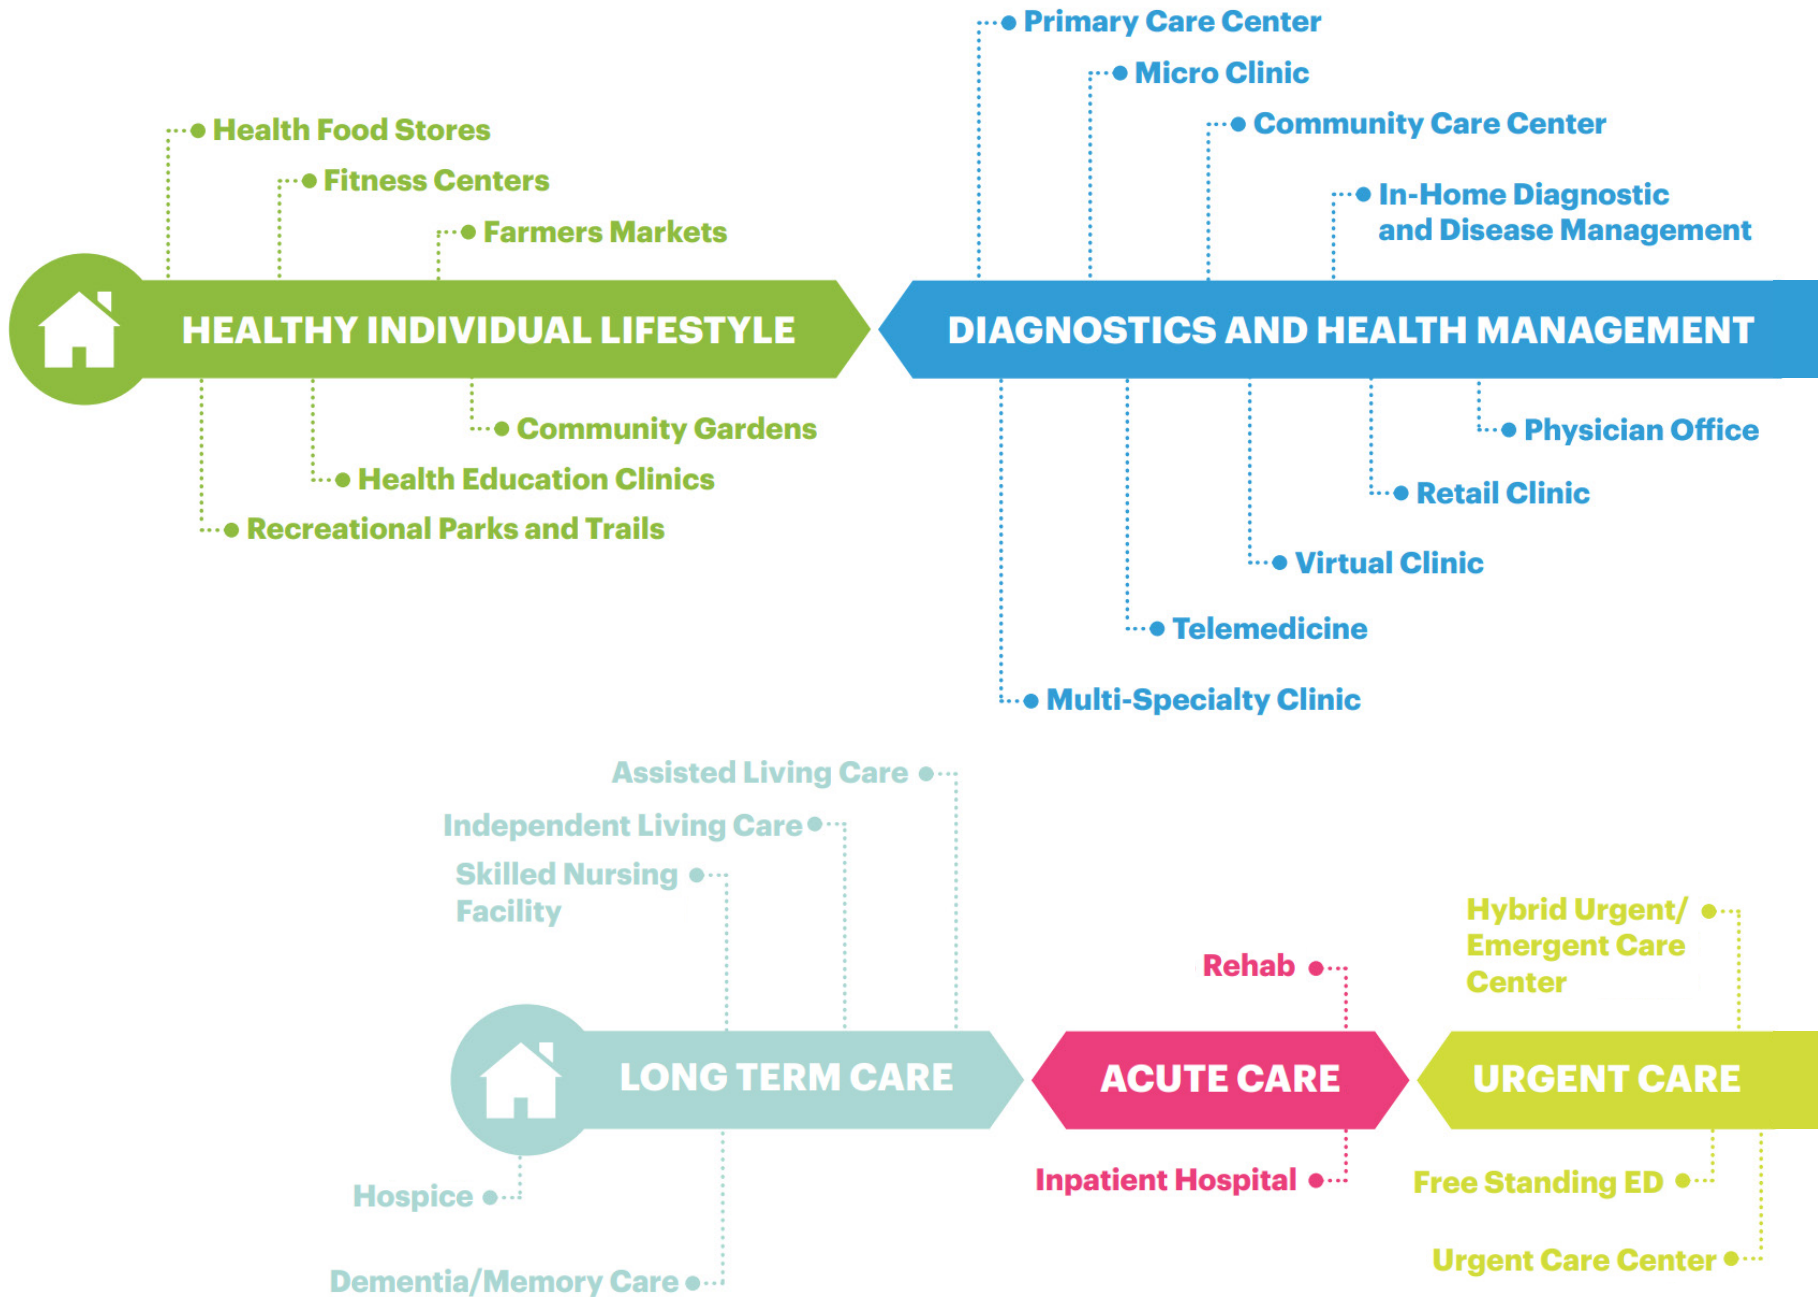 Primary Care Center
Micro Clinic
Community Care Center
In-Home Diagnostic
and Disease Management
Health Food Stores
Fitness Centers
Farmers Markets
HEALTHY INDIVIDUAL LIFESTYLE
DIAGNOSTICS AND HEALTH MANAGEMENT
Community Gardens
Health Education Clinics
Recreational Parks and Trails
Physician Office
Retail Clinic
Virtual Clinic
Telemedicine
Multi-Specialty Clinic
Assisted Living Care
Independent Living Care
Skilled Nursing
Facility
Rehab
Hybrid Urgent/
Emergent Care
Center
LONG TERM CARE
ACUTE CARE
URGENT CARE
Hospice
Dementia/Memory Care
Inpatient Hospital
Free Standing ED
Urgent Care Center